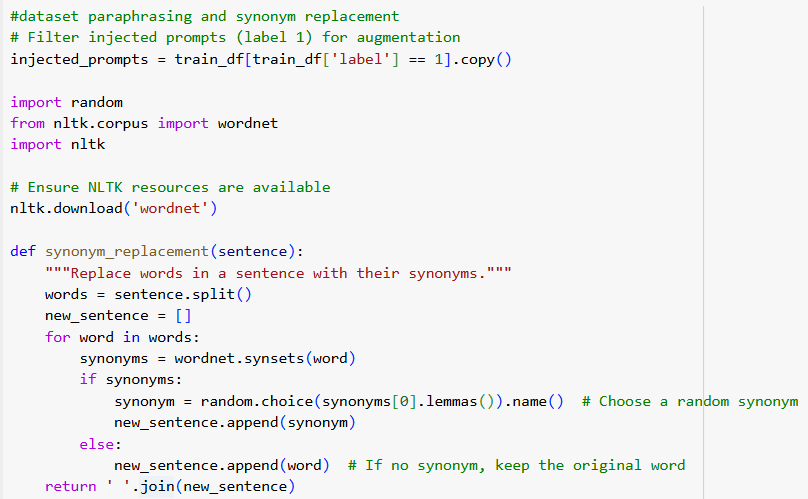 #dataset paraphrasing and synonym replacement
# Filter injected prompts (label 1) for augmentation
injected_prompts = train_df[train_df['label'] == 1].copy()

import random
from nltk.corpus import wordnet
import nltk

# Ensure NLTK resources are available
nltk.download('wordnet')

def synonym_replacement(sentence):
    """Replace words in a sentence with their synonyms."""
    words = sentence.split()
    new_sentence = []
    for word in words:
        synonyms = wordnet.synsets(word)
        if synonyms:
            synonym = random.choice(synonyms[0].lemmas()).name()  # Choose a random synonym
            new_sentence.append(synonym)
        else:
            new_sentence.append(word)  # If no synonym, keep the original word
    return ' '.join(new_sentence)